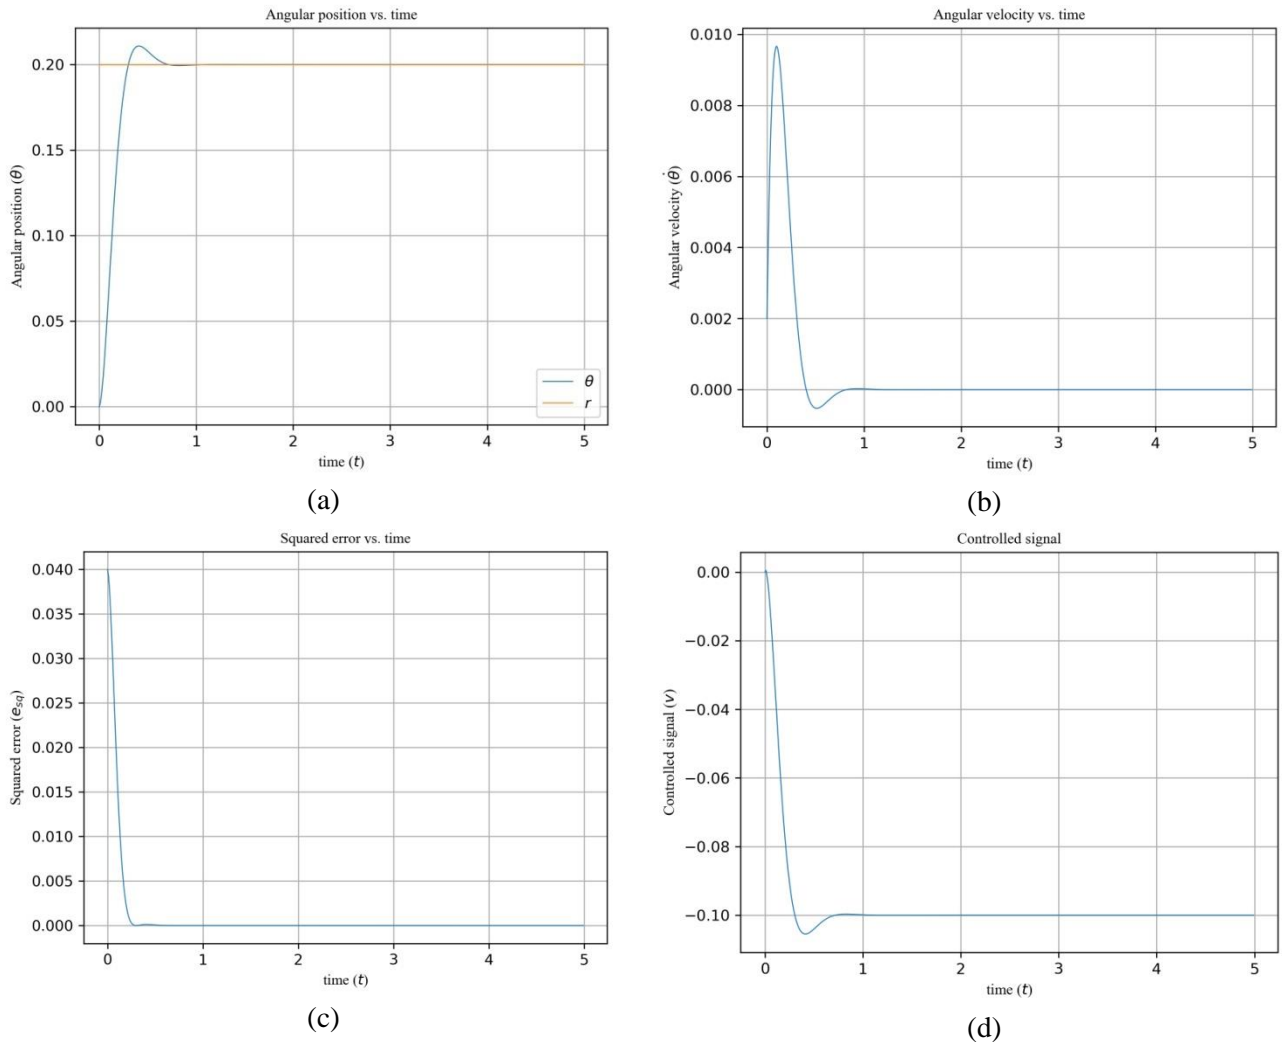 Angular position vs. time
Angular position (θ)
0.20
0.15
0.10
0.05
0.00
θ
r
0 1 2 3 4 5
time (t)
(a)
Angular velocity vs. time
Angular velocity (θ̇)
0.010
0.008
0.006
0.004
0.002
0.000
0 1 2 3 4 5
time (t)
(b)
Squared error vs. time
Squared error (e_sq)
0.040
0.035
0.030
0.025
0.020
0.015
0.010
0.005
0.000
0 1 2 3 4 5
time (t)
(c)
Controlled signal
Controlled signal (v)
0.00
−0.02
−0.04
−0.06
−0.08
−0.10
0 1 2 3 4 5
time (t)
(d)